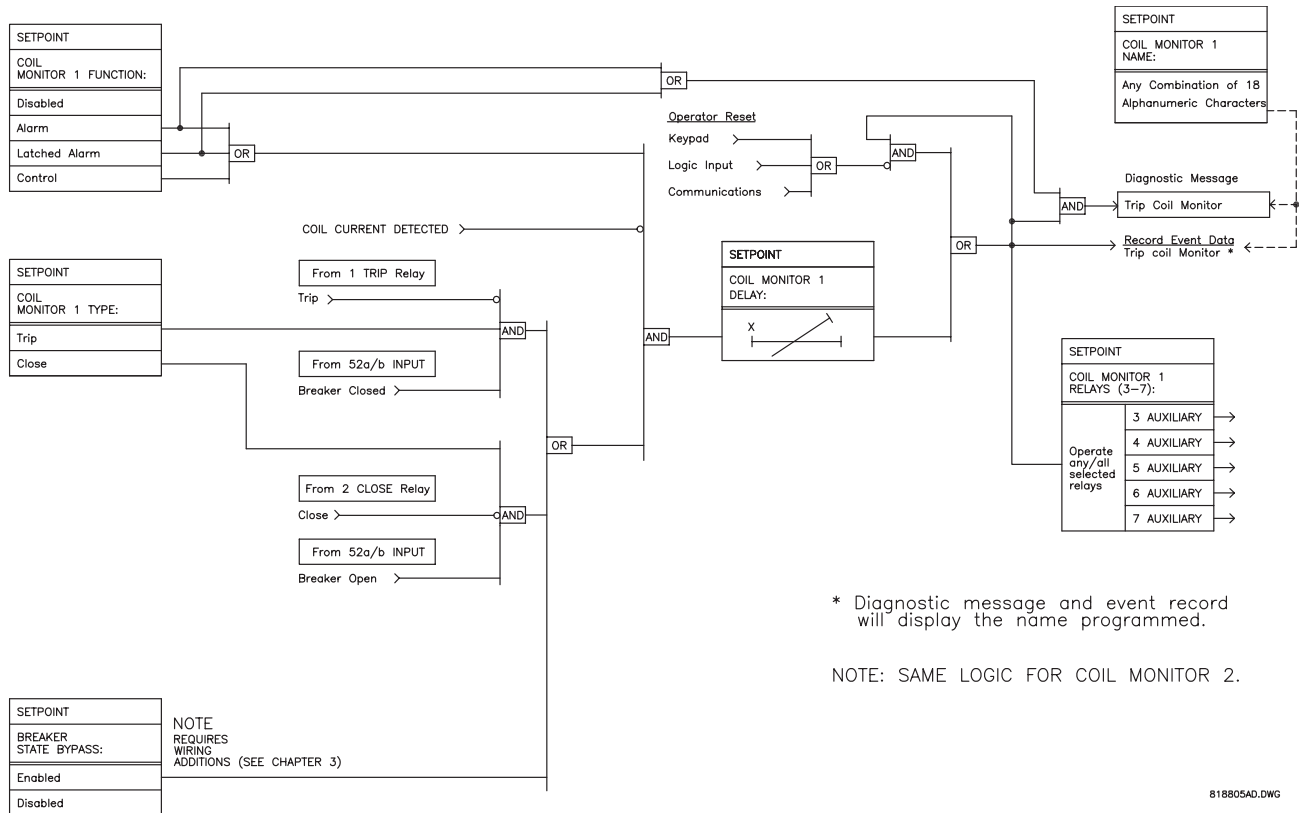 SETPOINT
COIL
MONITOR 1 FUNCTION:
Disabled
Alarm
Latched Alarm
Control
OR
OR
Operator Reset
Keypad
Logic Input
Communications
OR
AND
SETPOINT
COIL MONITOR 1
NAME:
Any Combination of 18
Alphanumeric Characters
Diagnostic Message
AND
Trip Coil Monitor
OR
Record Event Data
Trip coil Monitor *
COIL CURRENT DETECTED
SETPOINT
COIL
MONITOR 1 TYPE:
Trip
Close
From 1 TRIP Relay
Trip
AND
From 52a/b INPUT
Breaker Closed
AND
SETPOINT
COIL MONITOR 1
DELAY:
X
OR
From 2 CLOSE Relay
Close
AND
From 52a/b INPUT
Breaker Open
SETPOINT
COIL MONITOR 1
RELAYS (3-7):
Operate
any/all
selected
relays
3 AUXILIARY
4 AUXILIARY
5 AUXILIARY
6 AUXILIARY
7 AUXILIARY
* Diagnostic message and event record
will display the name programmed.
NOTE: SAME LOGIC FOR COIL MONITOR 2.
SETPOINT
BREAKER
STATE BYPASS:
Enabled
Disabled
NOTE
REQUIRES
WIRING
ADDITIONS (SEE CHAPTER 3)
818805AD.DWG